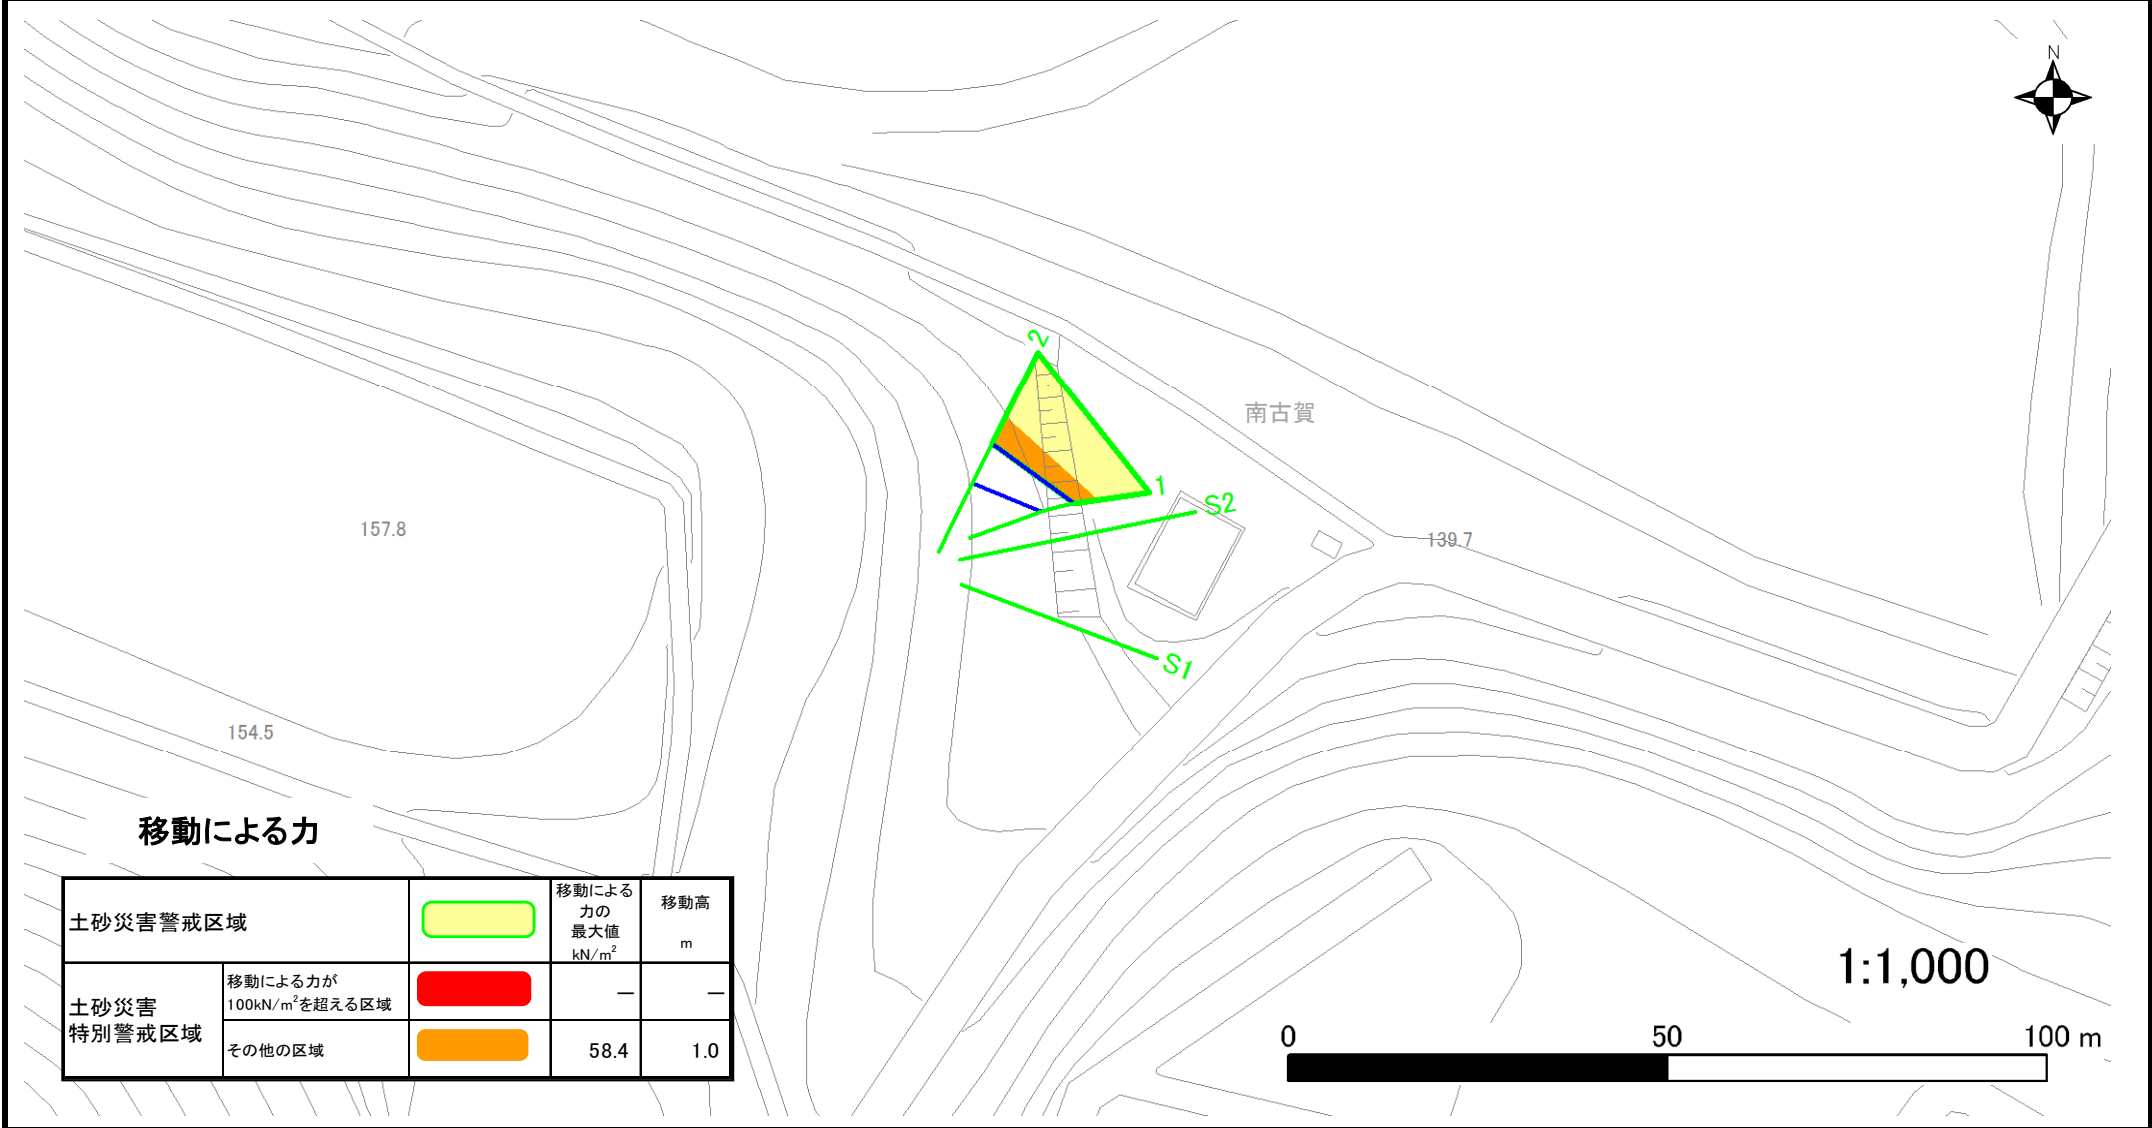 N
2
南古賀
1
S2
157.8
139.7
S1
154.5
移動による力
土砂災害警戒区域
移動による
力の
最大値
kN/m²
移動高
m
土砂災害
特別警戒区域
移動による力が
100kN/m²を超える区域
— —
その他の区域
58.4 1.0
1:1,000
0 50 100 m